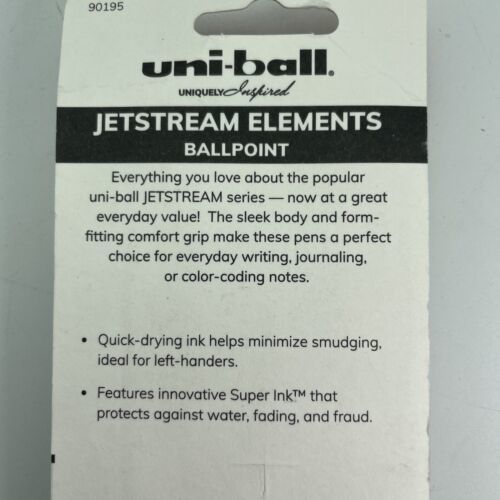 90195
uni-ball®
UNIQUELY Inspired
JETSTREAM ELEMENTS
BALLPOINT
Everything you love about the popular
uni-ball JETSTREAM series — now at a great
everyday value! The sleek body and form-
fitting comfort grip make these pens a perfect
choice for everyday writing, journaling,
or color-coding notes.
• Quick-drying ink helps minimize smudging,
ideal for left-handers.
• Features innovative Super Ink™ that
protects against water, fading, and fraud.